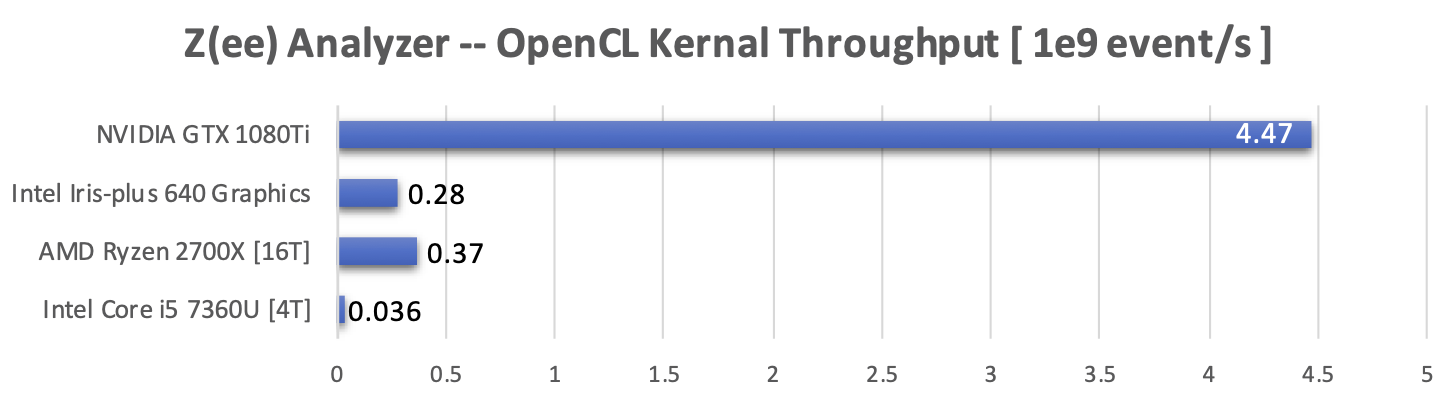 Z(ee) Analyzer -- OpenCL Kernal Throughput [ 1e9 event/s ]
NVIDIA GTX 1080Ti 4.47
Intel Iris-plus 640 Graphics 0.28
AMD Ryzen 2700X [16T] 0.37
Intel Core i5 7360U [4T] 0.036
0 0.5 1 1.5 2 2.5 3 3.5 4 4.5 5